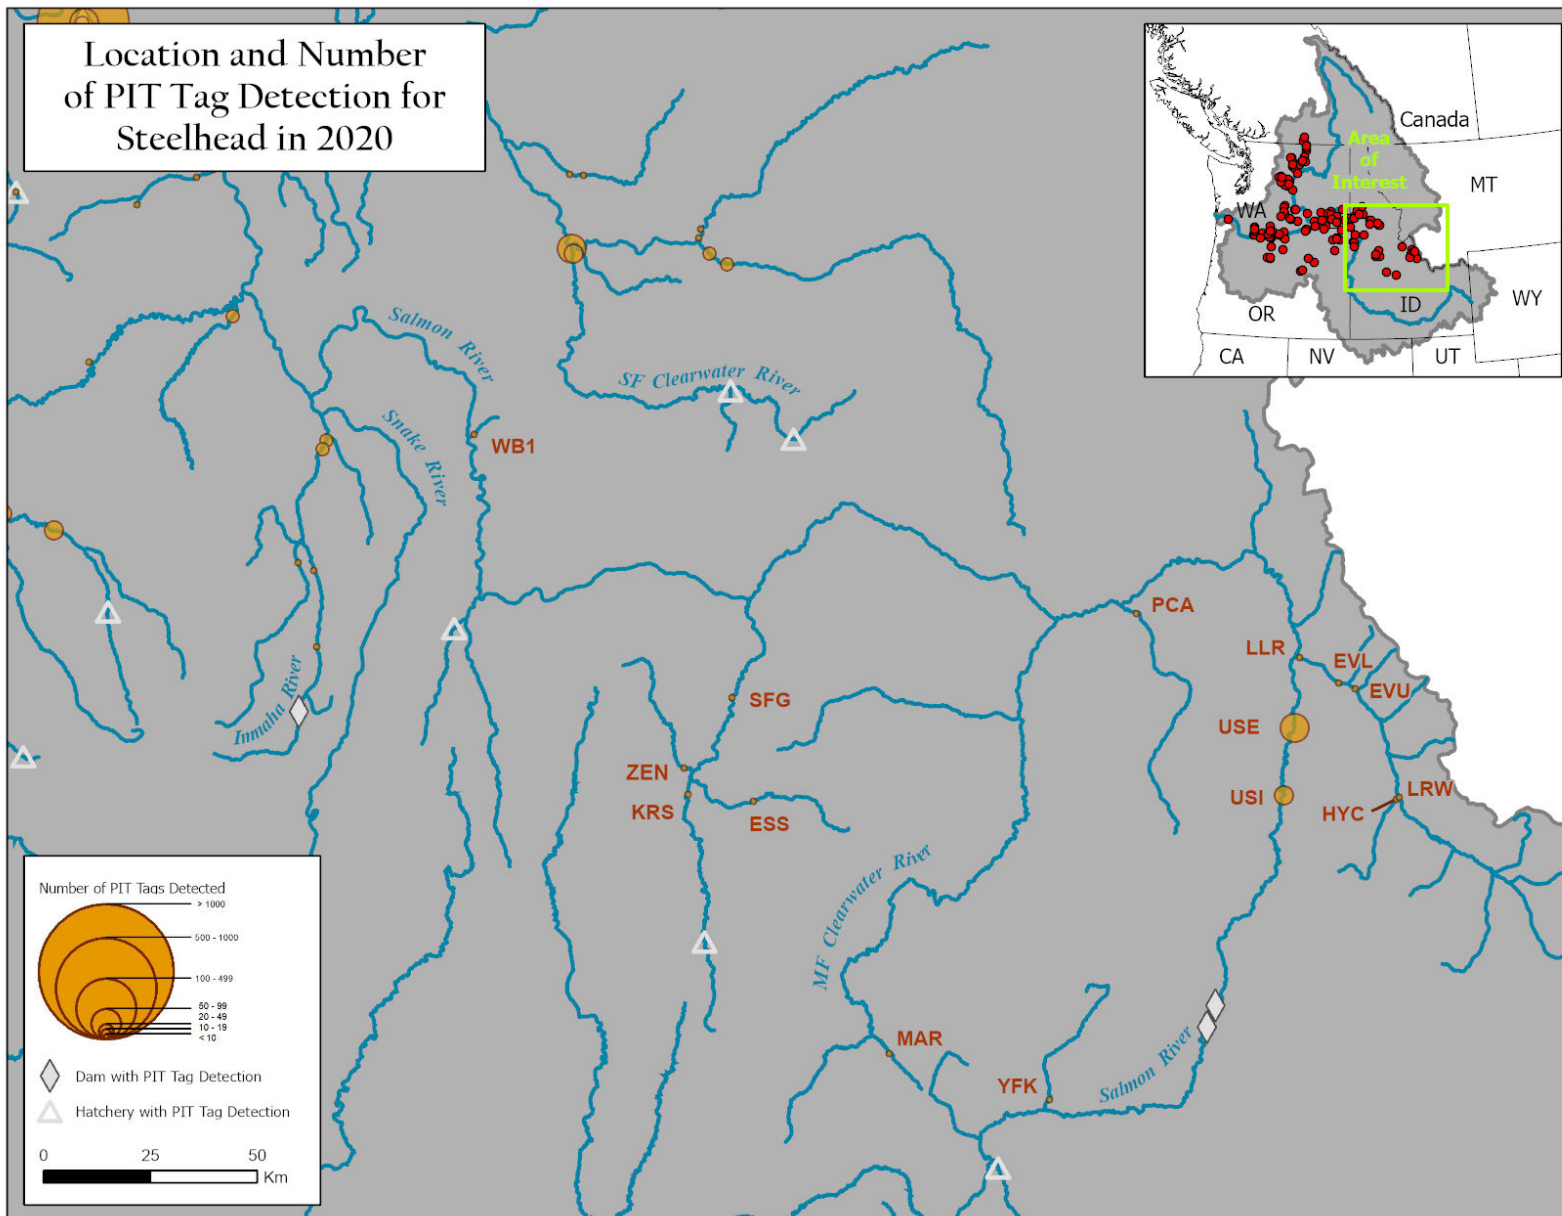 Location and Number
of PIT Tag Detection for
Steelhead in 2020
Canada
Area
of
Interest
MT
WA
OR
ID
WY
CA
NV
UT
Salmon River
SF Clearwater River
Snake River
WB1
PCA
LLR
EVL
EVU
Inmaha River
SFG
USE
ZEN
KRS
ESS
USI
LRW
HYC
MF Clearwater River
MAR
YFK
Salmon River
Number of PIT Tags Detected
> 1000
500 - 1000
100 - 499
50 - 99
20 - 49
10 - 19
< 10
Dam with PIT Tag Detection
Hatchery with PIT Tag Detection
0 25 50
Km